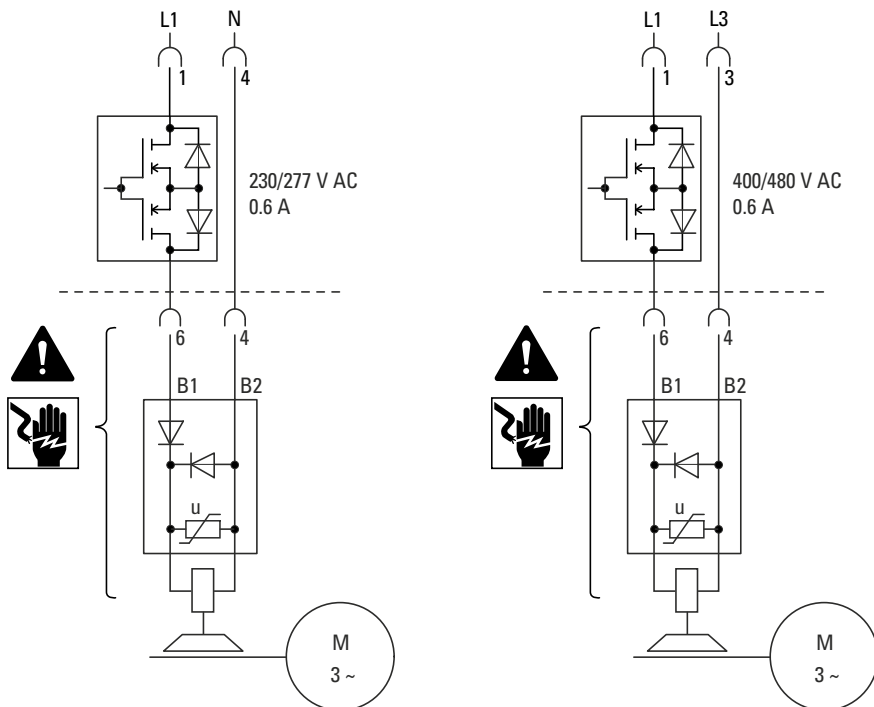 L1 N
1 4
230/277 V AC
0.6 A
6 4
B1 B2
u
M
3 ~
L1 L3
1 3
400/480 V AC
0.6 A
6 4
B1 B2
u
M
3 ~